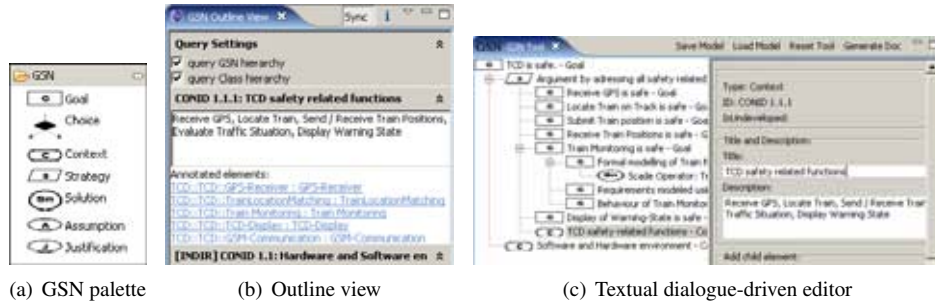 GSN
Goal
Choice
Context
Strategy
Solution
Assumption
Justification
(a) GSN palette
GSN Outline View
Sync
Query Settings
query GSN hierarchy
query Class hierarchy
CONID 1.1.1: TCD safety related functions
Receive GPS, Locate Train, Send / Receive Train Positions,
Evaluate Traffic Situation, Display Warning State
Annotated elements:
TCD::TCD::GPS-Receiver : GPS-Receiver
TCD::TCD::TrainLocationMatching : TrainLocationMatching
TCD::TCD::Train Monitoring : Train Monitoring
TCD::TCD::TCD-Display : TCD-Display
TCD::TCD::GSM-Communication : GSM-Communication
[INDIR] CONID 1.1: Hardware and Software en
(b) Outline view
GSN Text
Save Model Load Model Reset Tool Generate Doc
TCD is safe. - Goal
Argument by adressing all safety related
Receive GPS is safe - Goal
Locate Train on Track is safe - Goa
Submit Train position is safe - Goa
Receive Train Positions is safe - G
Train Monitoring is safe - Goal
Formal modelling of Train M
Scade Operator: Tr
Requirements modeled usi
Behaviour of Train Monitor
Display of Warning-State is safe -
TCD safety related functions - Co
Software and Hardware environment - C
Type: Context
ID: CONID 1.1.1
IsUndeveloped:
Title and Description:
Title:
TCD safety related functions
Description:
Receive GPS, Locate Train, Send / Receive Train
Traffic Situation, Display Warning State
Add child element:
(c) Textual dialogue-driven editor